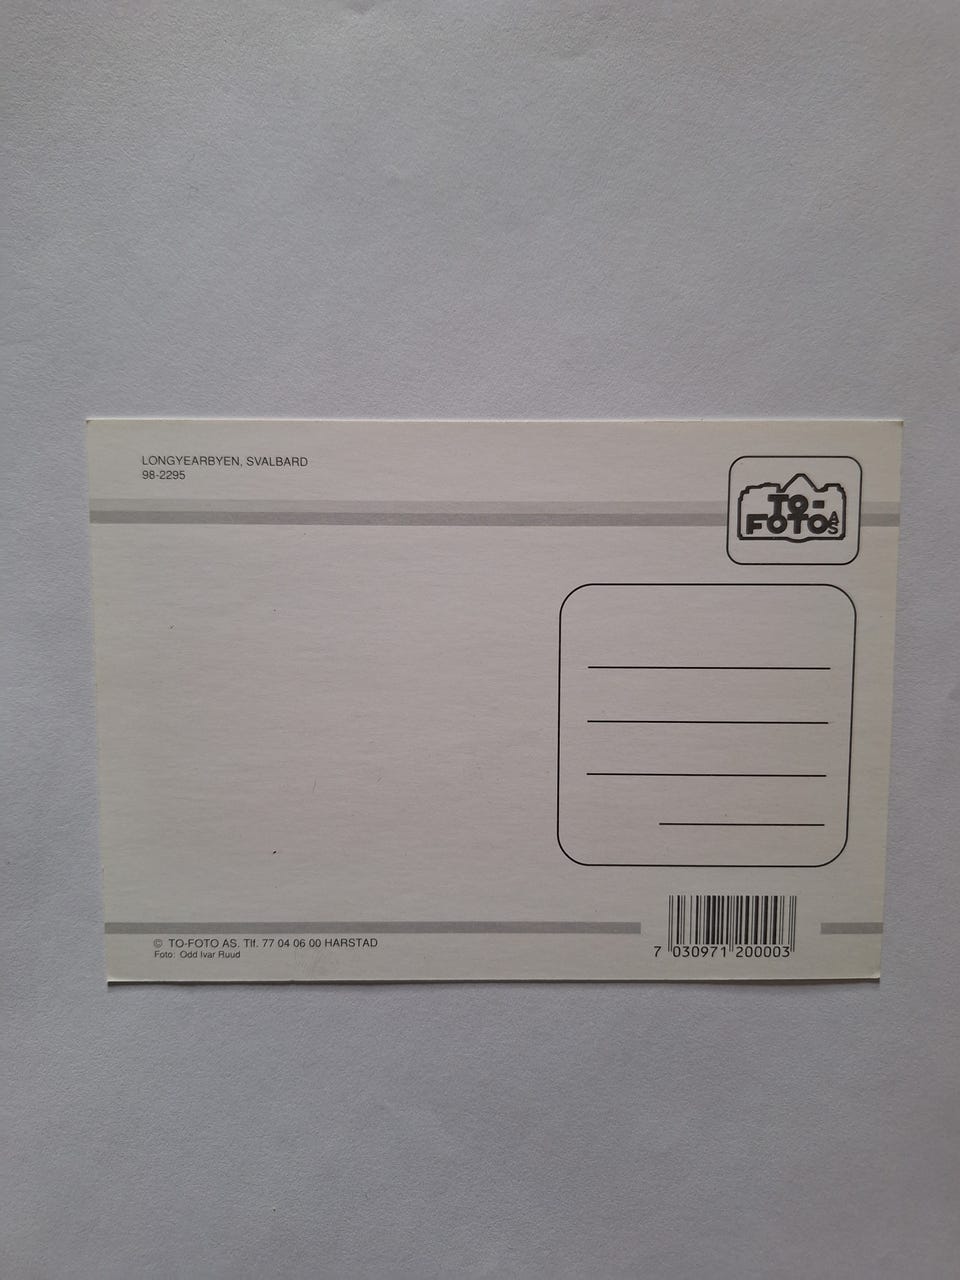 LONGYEARBYEN, SVALBARD
98-2295
TO-
FOTO AS
© TO-FOTO AS. Tlf. 77 04 06 00 HARSTAD
Foto: Odd Ivar Ruud
7 030971 200003